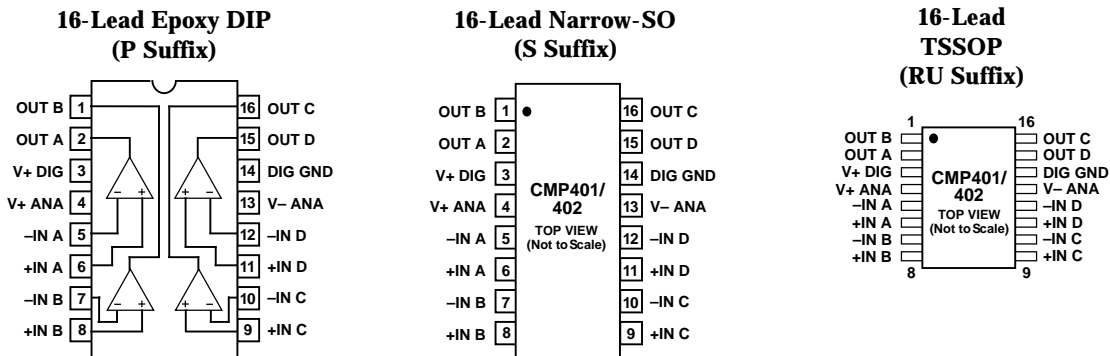 16-Lead Epoxy DIP
(P Suffix)
OUT B 1
16 OUT C
OUT A 2
15 OUT D
V+ DIG 3
14 DIG GND
V+ ANA 4
13 V– ANA
–IN A 5
12 –IN D
+IN A 6
11 +IN D
–IN B 7
10 –IN C
+IN B 8
9 +IN C
– +
+ –
– +
+ –
16-Lead Narrow-SO
(S Suffix)
OUT B 1
16 OUT C
OUT A 2
15 OUT D
V+ DIG 3
14 DIG GND
V+ ANA 4
13 V– ANA
–IN A 5
12 –IN D
+IN A 6
11 +IN D
–IN B 7
10 –IN C
+IN B 8
9 +IN C
CMP401/
402
TOP VIEW
(Not to Scale)
16-Lead
TSSOP
(RU Suffix)
1
16
OUT B
OUT C
OUT A
OUT D
V+ DIG
DIG GND
V+ ANA
V– ANA
–IN A
–IN D
+IN A
+IN D
–IN B
–IN C
+IN B
+IN C
8
9
CMP401/
402
TOP VIEW
(Not to Scale)